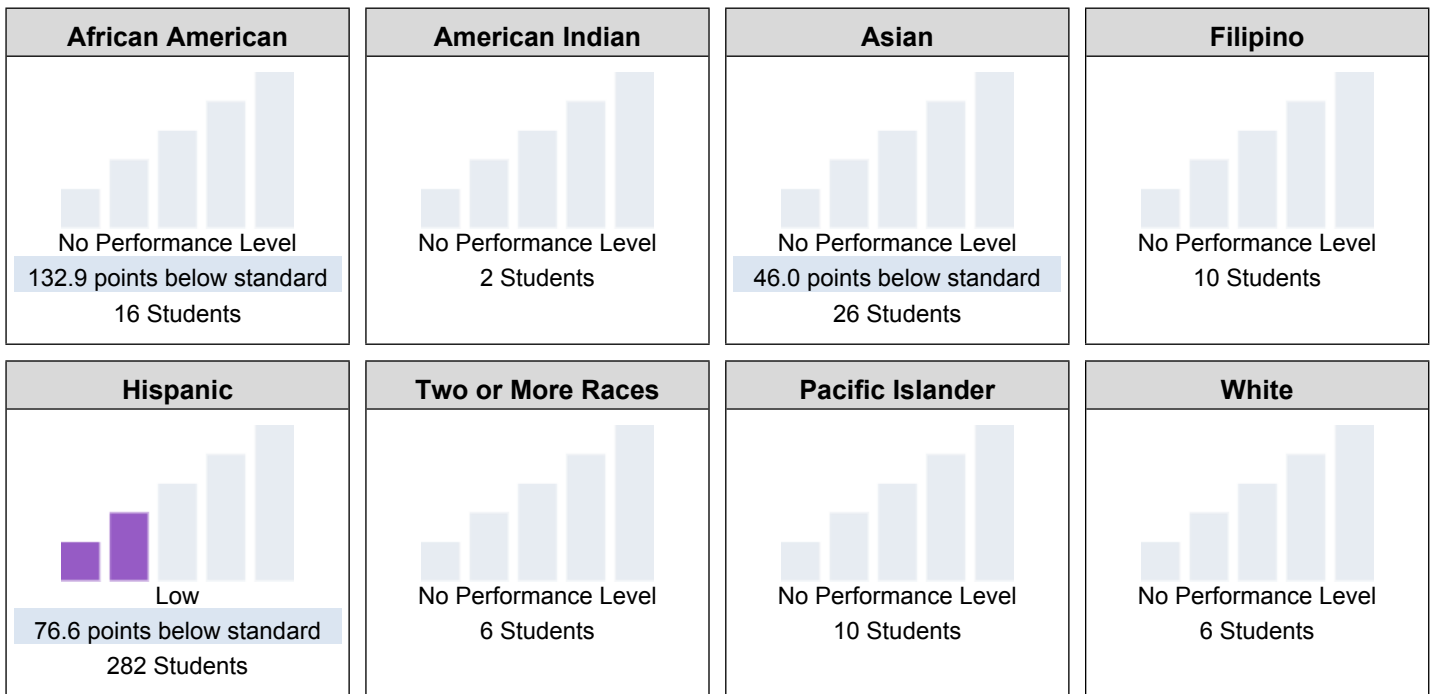 African American
No Performance Level
132.9 points below standard
16 Students
American Indian
No Performance Level
2 Students
Asian
No Performance Level
46.0 points below standard
26 Students
Filipino
No Performance Level
10 Students
Hispanic
Low
76.6 points below standard
282 Students
Two or More Races
No Performance Level
6 Students
Pacific Islander
No Performance Level
10 Students
White
No Performance Level
6 Students